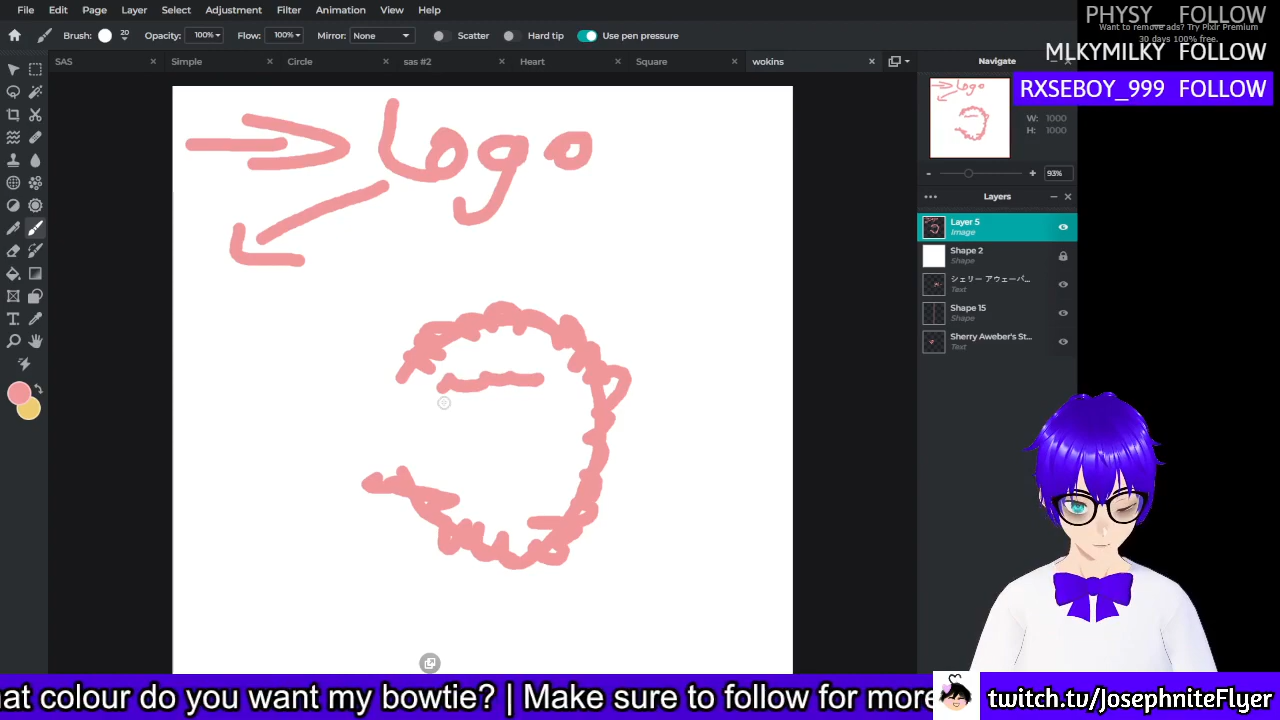 File Edit Page Layer Select Adjustment Filter Animation View Help
PHYSY_ FOLLOW
Want to remove ads? Try Pixlr Premium
30 days 100% free.
Brush: 20 Opacity: 100% Flow: 100% Mirror: None Scatter Hard tip Use pen pressure
MLKYMILKY FOLLOW
SAS Simple Circle sas #2 Heart Square wokins
Navigate
RXSEBOY_999 FOLLOW
W: 1000
H: 1000
93%
Layers
Layer 5
Image
Shape 2
Shape
シェリー アウェーバ...
Text
Shape 15
Shape
Sherry Aweber's St...
Text
Logo
hat colour do you want my bowtie? | Make sure to follow for more
twitch.tv/JosephniteFlyer